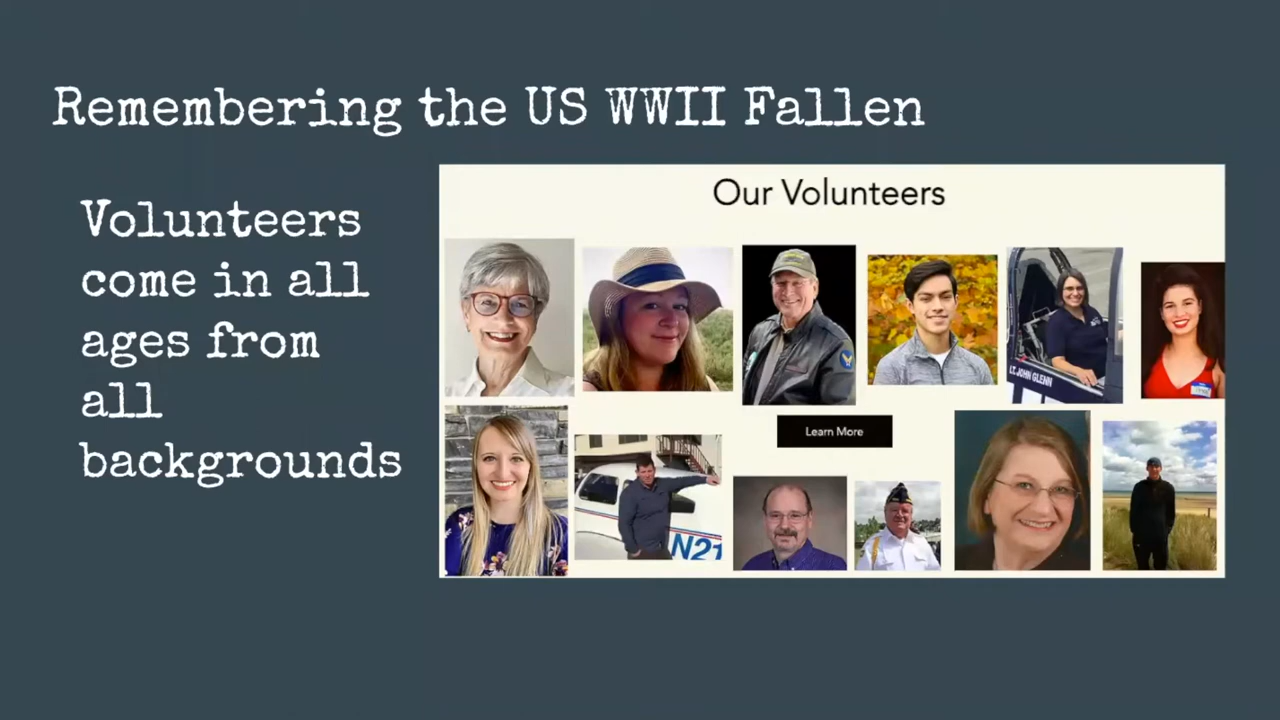 Remembering the US WWII Fallen
Volunteers
come in all
ages from
all
backgrounds
Our Volunteers
LT. JOHN GLENN
Learn More
N21